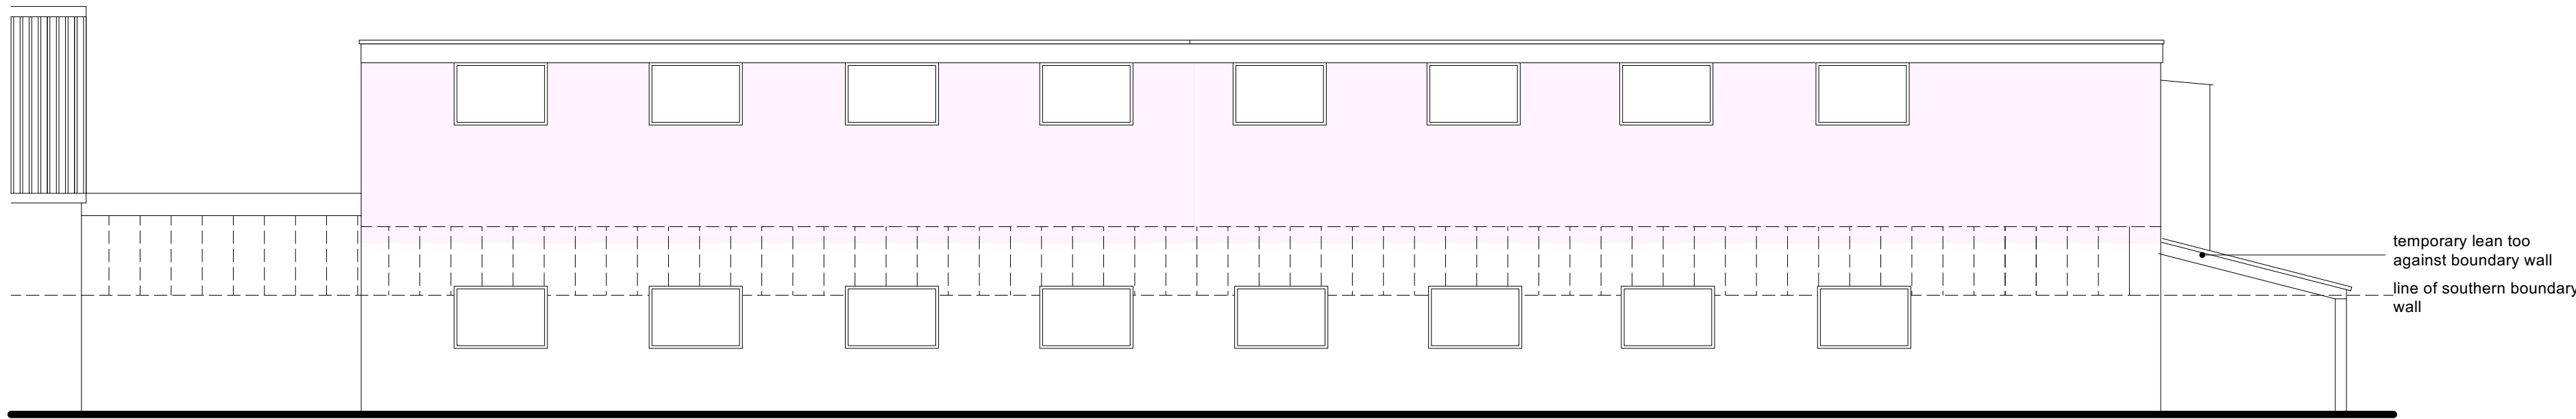 temporary lean too
against boundary wall
line of southern boundary
wall